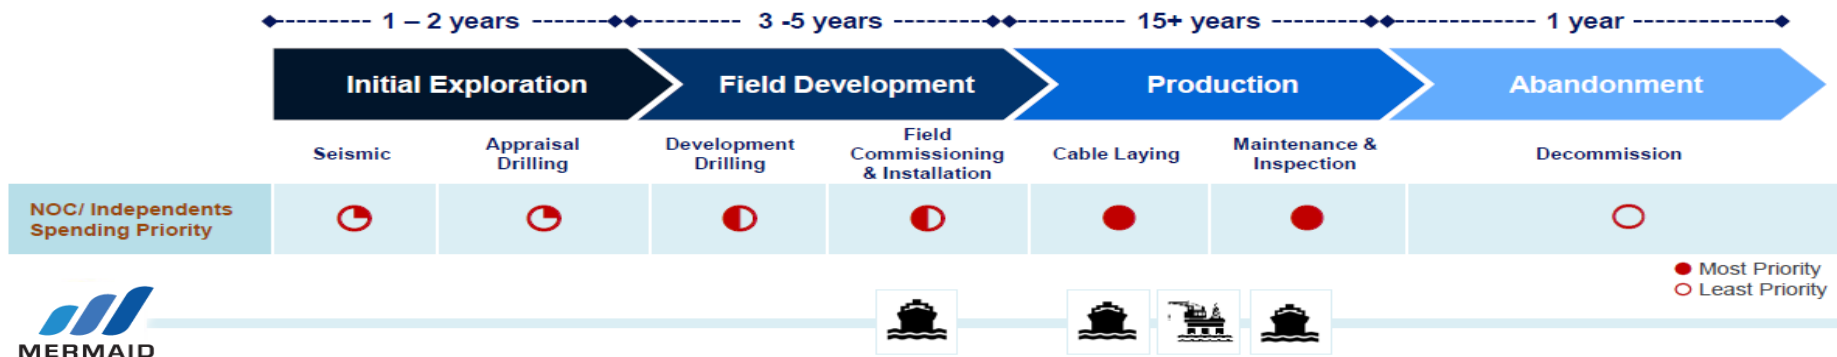 1 – 2 years
3 -5 years
15+ years
1 year
Initial Exploration
Field Development
Production
Abandonment
Seismic
Appraisal
Drilling
Development
Drilling
Field
Commissioning
& Installation
Cable Laying
Maintenance &
Inspection
Decommission
NOC/ Independents
Spending Priority
Most Priority
Least Priority
MERMAID